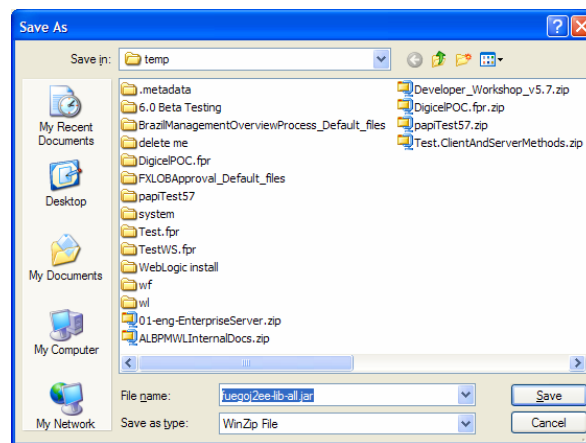 Save As
Save in:
temp
My Recent
Documents
Desktop
My Documents
My Computer
My Network
.metadata
6.0 Beta Testing
BrazilManagementOverviewProcess_Default_files
delete me
DigicelPOC.fpr
FXLOBApproval_Default_files
papiTest57
system
Test.fpr
TestWS.fpr
WebLogic install
wf
wl
01-eng-EnterpriseServer.zip
ALBPMWLInternalDocs.zip
Developer_Workshop_v5.7.zip
DigicelPOC.fpr.zip
papiTest57.zip
Test.ClientAndServerMethods.zip
File name:
fuegoj2ee-lib-all.jar
Save
Save as type:
WinZip File
Cancel